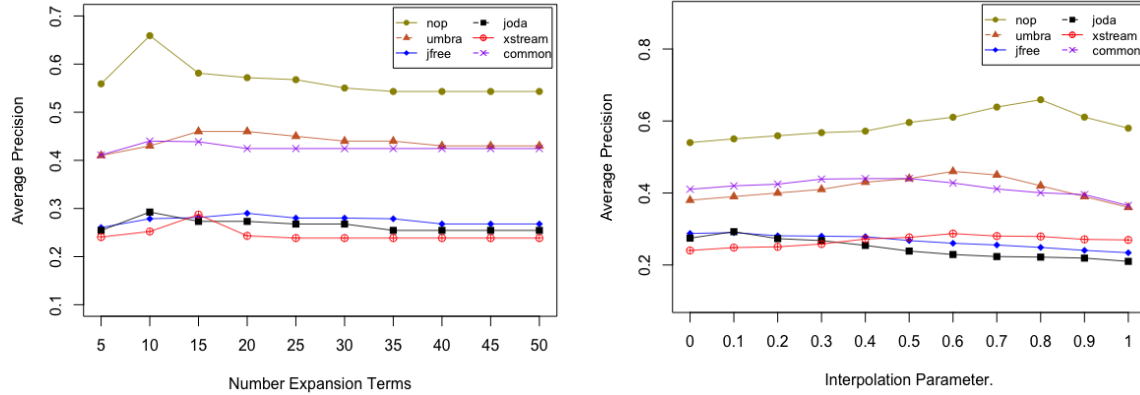 0.7
0.6
0.5
0.4
0.3
0.2
0.1
Average Precision
nop
umbra
jfree
joda
xstream
common
5 10 15 20 25 30 35 40 45 50
Number Expansion Terms
0.8
0.6
0.4
0.2
Average Precision
nop
umbra
jfree
joda
xstream
common
0 0.1 0.2 0.3 0.4 0.5 0.6 0.7 0.8 0.9 1
Interpolation Parameter.